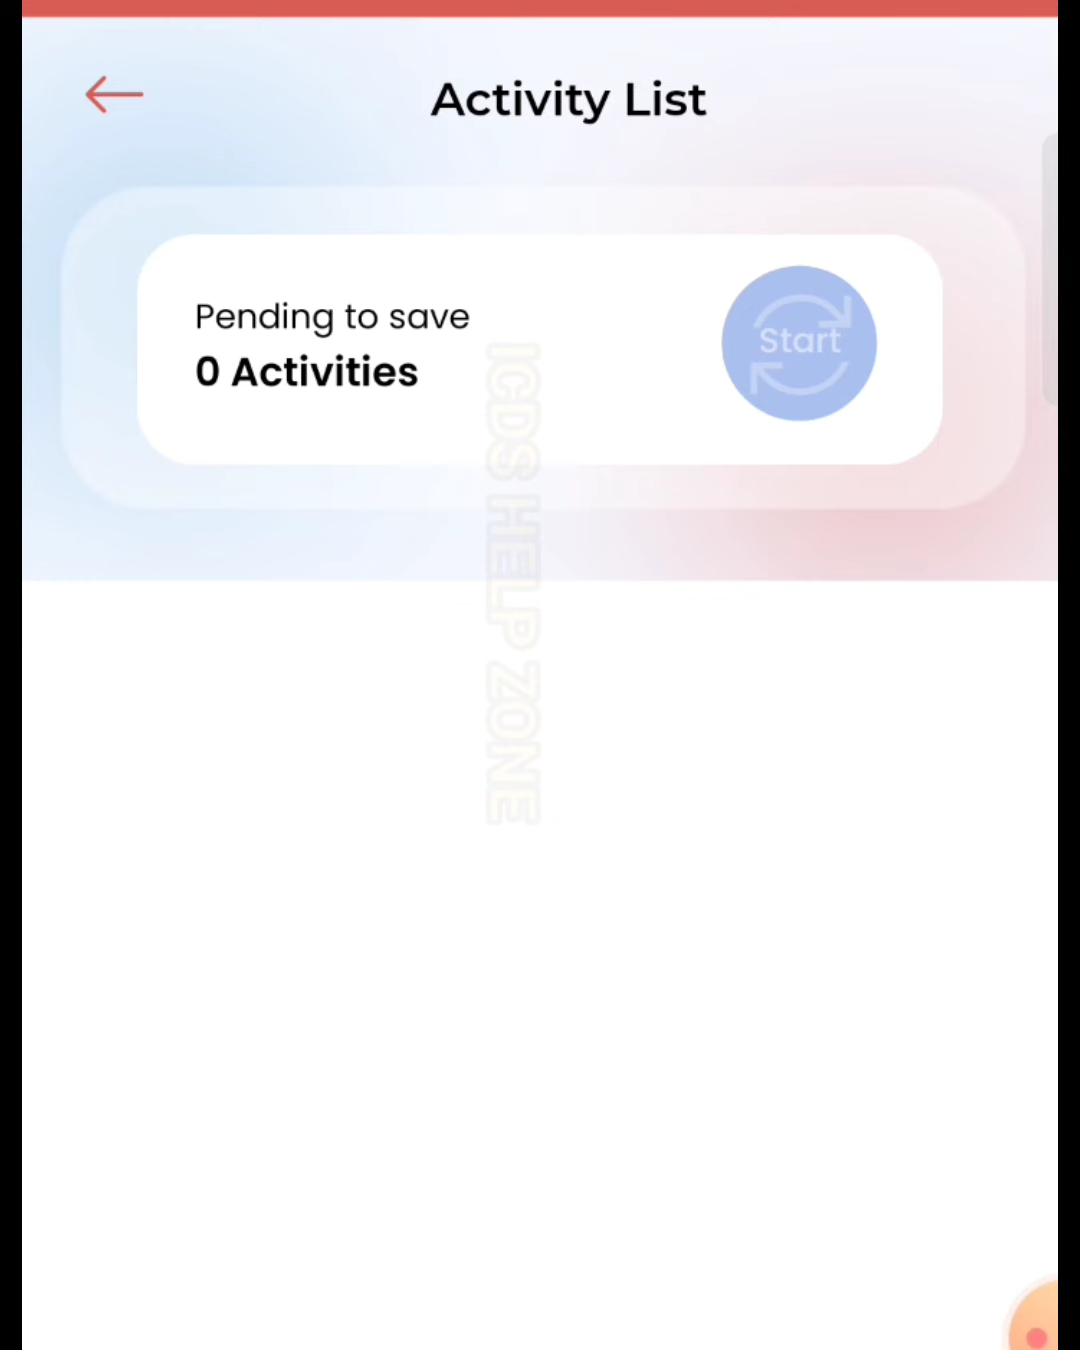 Activity List
Pending to save
0 Activities
Start
ICDS HELP ZONE